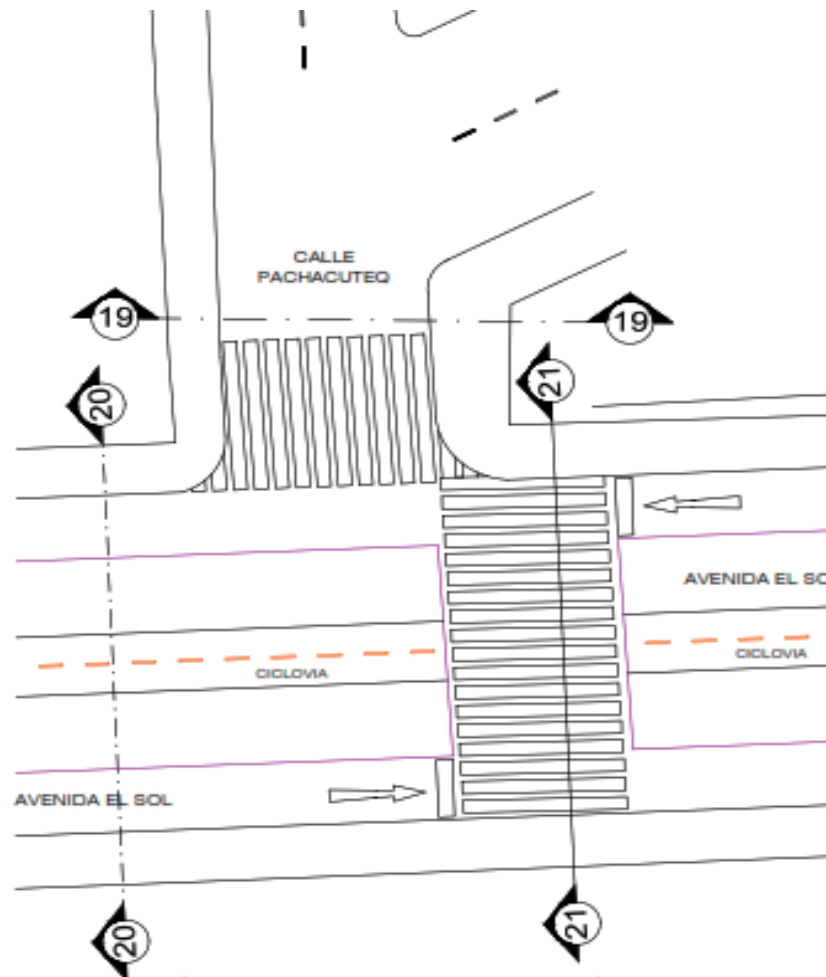 CALLE
PACHACUTEQ
19
19
20
21
AVENIDA EL SO
CICLOVIA
CICLOVIA
AVENIDA EL SOL
20
21